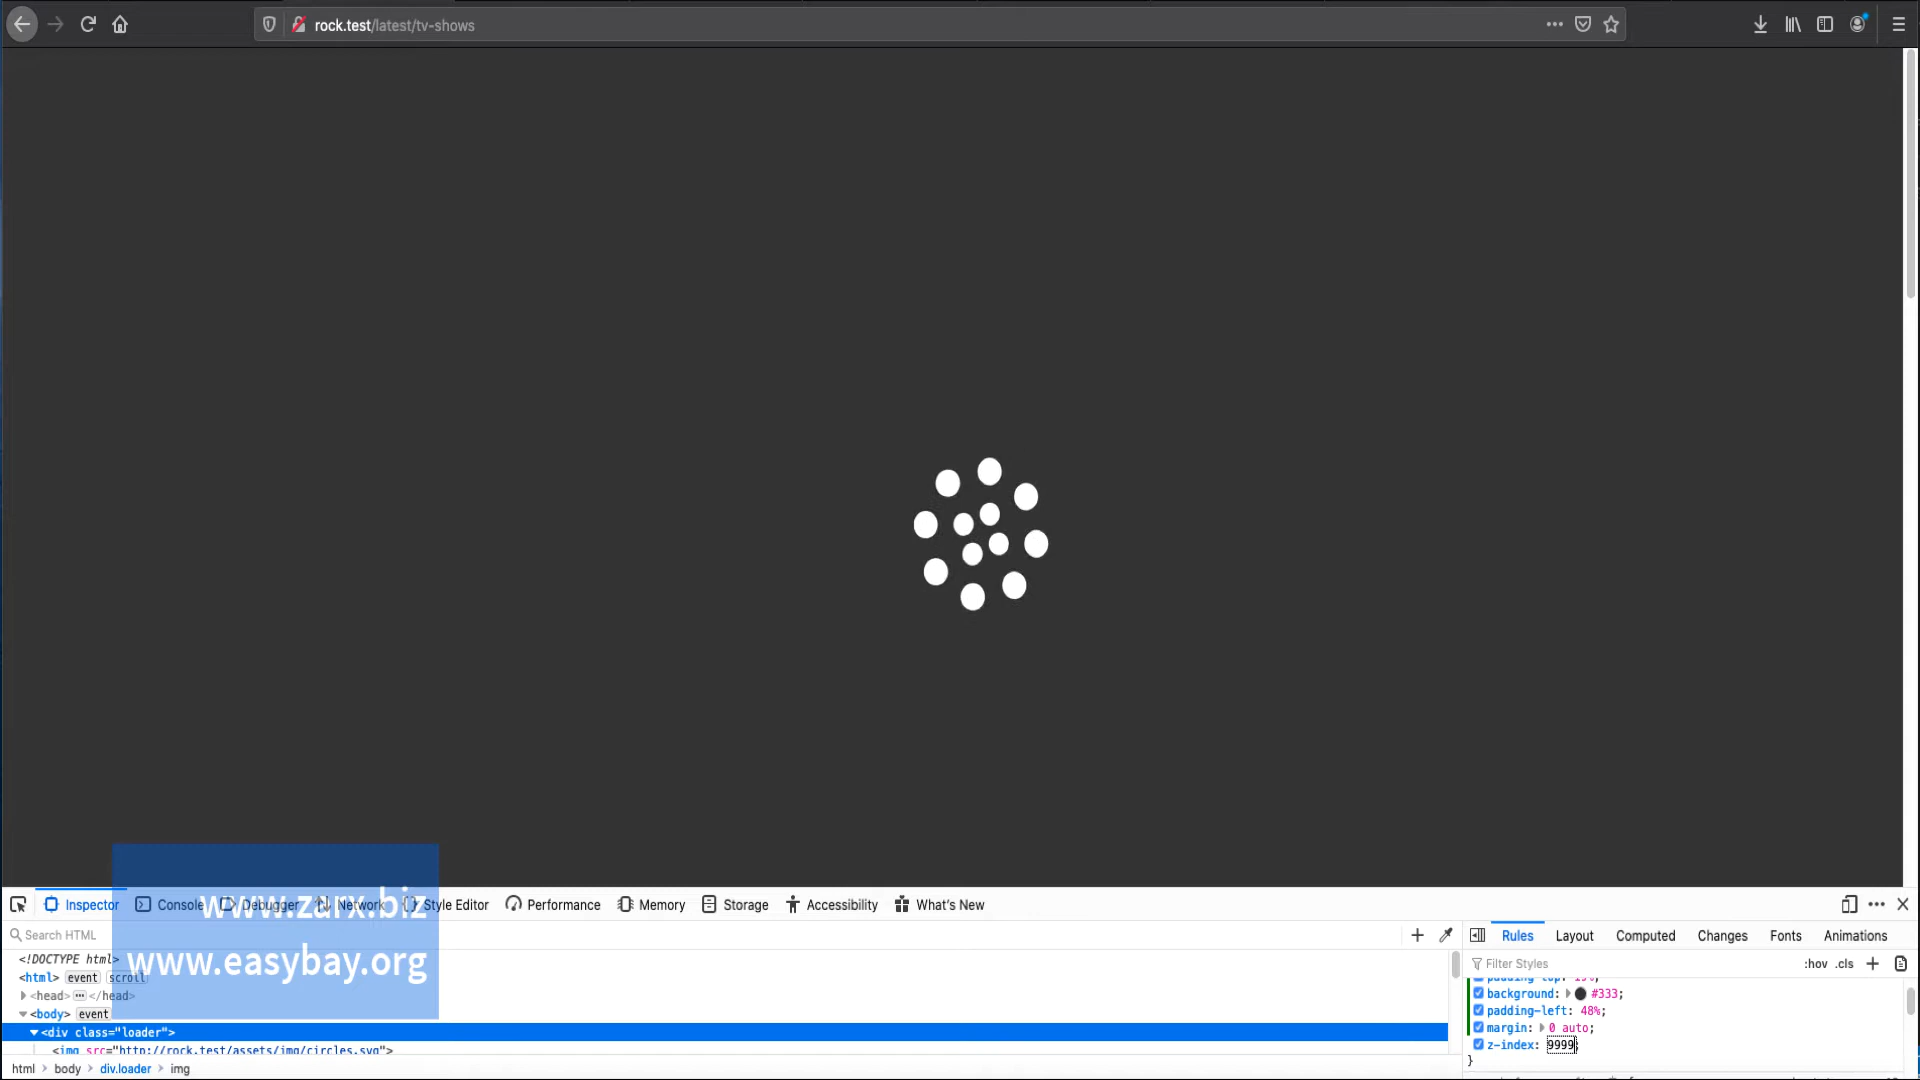 rock.test/latest/tv-shows
Inspector
Console
Debugger
Network
Style Editor
Performance
Memory
Storage
Accessibility
What's New
www.zarx.biz
www.easybay.org
Search HTML
<!DOCTYPE html>
<html> event scroll
<head> ••• </head>
<body> event
<div class="loader">
<img src="http://rock.test/assets/img/circles.svg">
html > body > div.loader > img
Rules
Layout
Computed
Changes
Fonts
Animations
Filter Styles
:hov .cls
background: #333;
padding-left: 48%;
margin: 0 auto;
z-index: 9999;
}